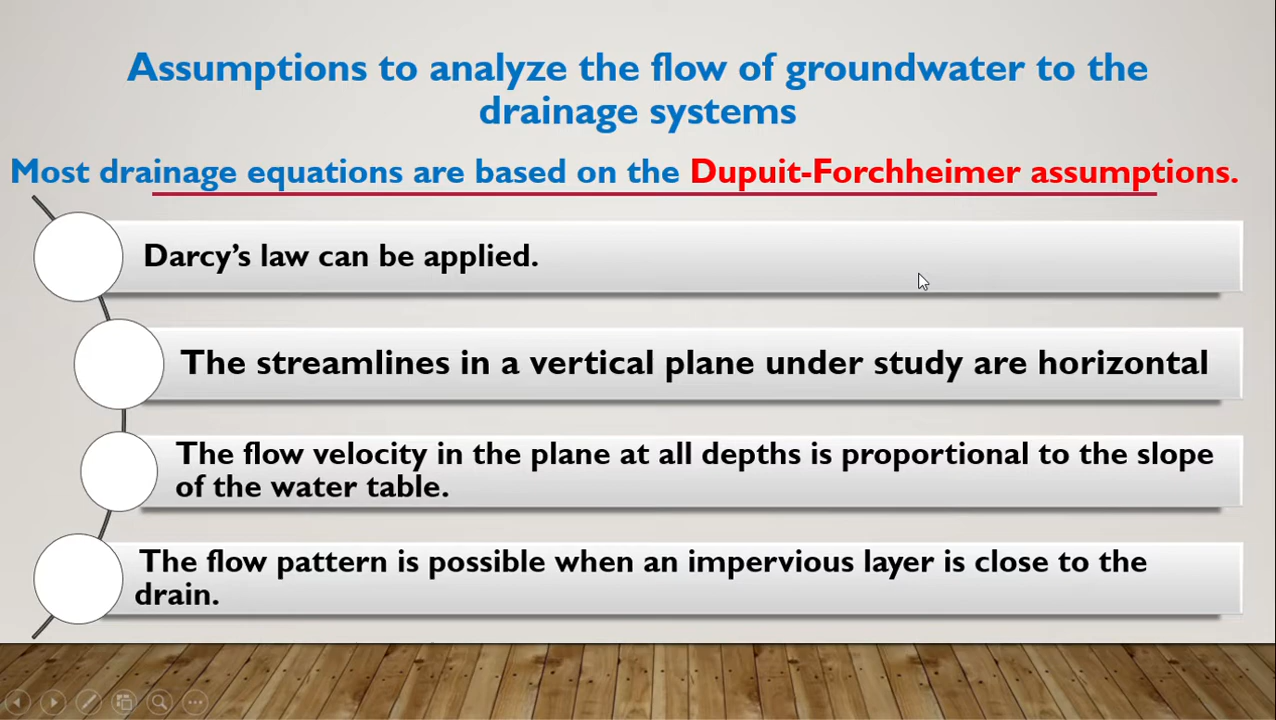 Assumptions to analyze the flow of groundwater to the
drainage systems
Most drainage equations are based on the Dupuit-Forchheimer assumptions.
Darcy’s law can be applied.
The streamlines in a vertical plane under study are horizontal
The flow velocity in the plane at all depths is proportional to the slope
of the water table.
The flow pattern is possible when an impervious layer is close to the
drain.